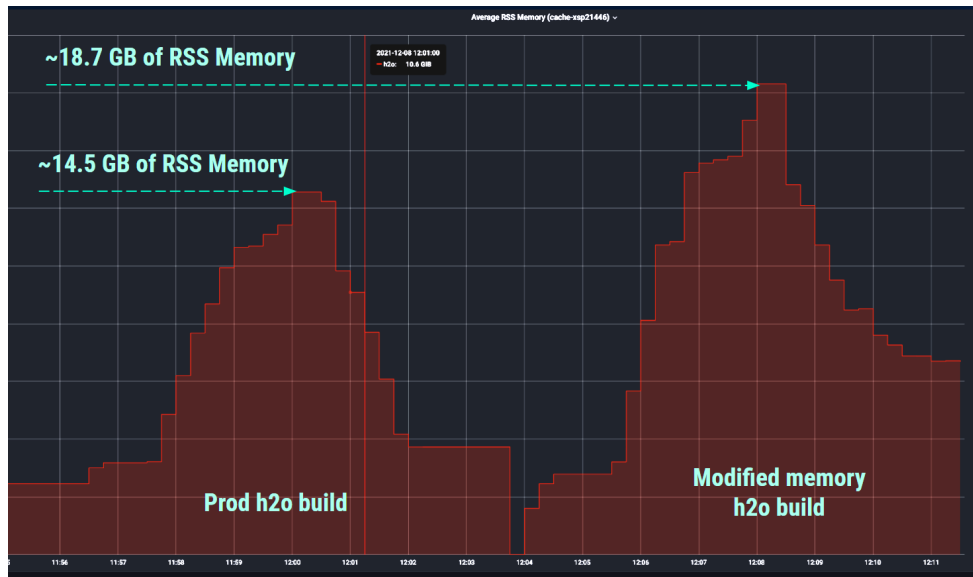 Average RSS Memory (cache-xsp21446)
~18.7 GB of RSS Memory
2021-12-08 12:01:00
h2o: 10.6 GiB
~14.5 GB of RSS Memory
Prod h2o build
Modified memory
h2o build
11:56 11:57 11:58 11:59 12:00 12:01 12:02 12:03 12:04 12:05 12:06 12:07 12:08 12:09 12:10 12:11